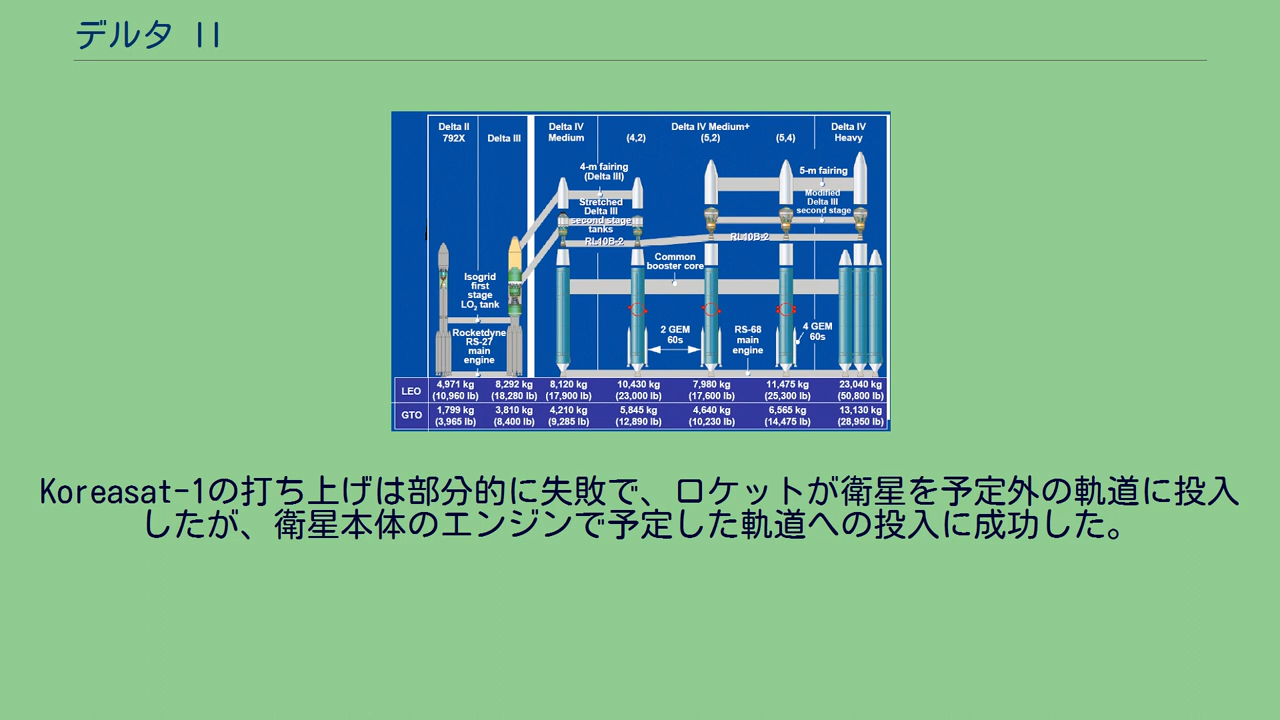 デルタ II
Delta II 792X
Delta III
Delta IV Medium
Delta IV Medium+
(4,2)
(5,2)
(5,4)
Delta IV Heavy
4-m fairing (Delta III)
5-m fairing
Stretched Delta III second stage tanks
Modified Delta III second stage
RL10B-2
RL10B-2
Common booster core
Isogrid first stage LO2 tank
Rocketdyne RS-27 main engine
2 GEM 60s
RS-68 main engine
4 GEM 60s
LEO 4,971 kg (10,960 lb) 8,292 kg (18,280 lb) 8,120 kg (17,900 lb) 10,430 kg (23,000 lb) 7,980 kg (17,600 lb) 11,475 kg (25,300 lb) 23,040 kg (50,800 lb)
GTO 1,799 kg (3,965 lb) 3,810 kg (8,400 lb) 4,210 kg (9,285 lb) 5,845 kg (12,890 lb) 4,640 kg (10,230 lb) 6,565 kg (14,475 lb) 13,130 kg (28,950 lb)
Koreasat-1の打ち上げは部分的に失敗で、ロケットが衛星を予定外の軌道に投入
したが、衛星本体のエンジンで予定した軌道への投入に成功した。